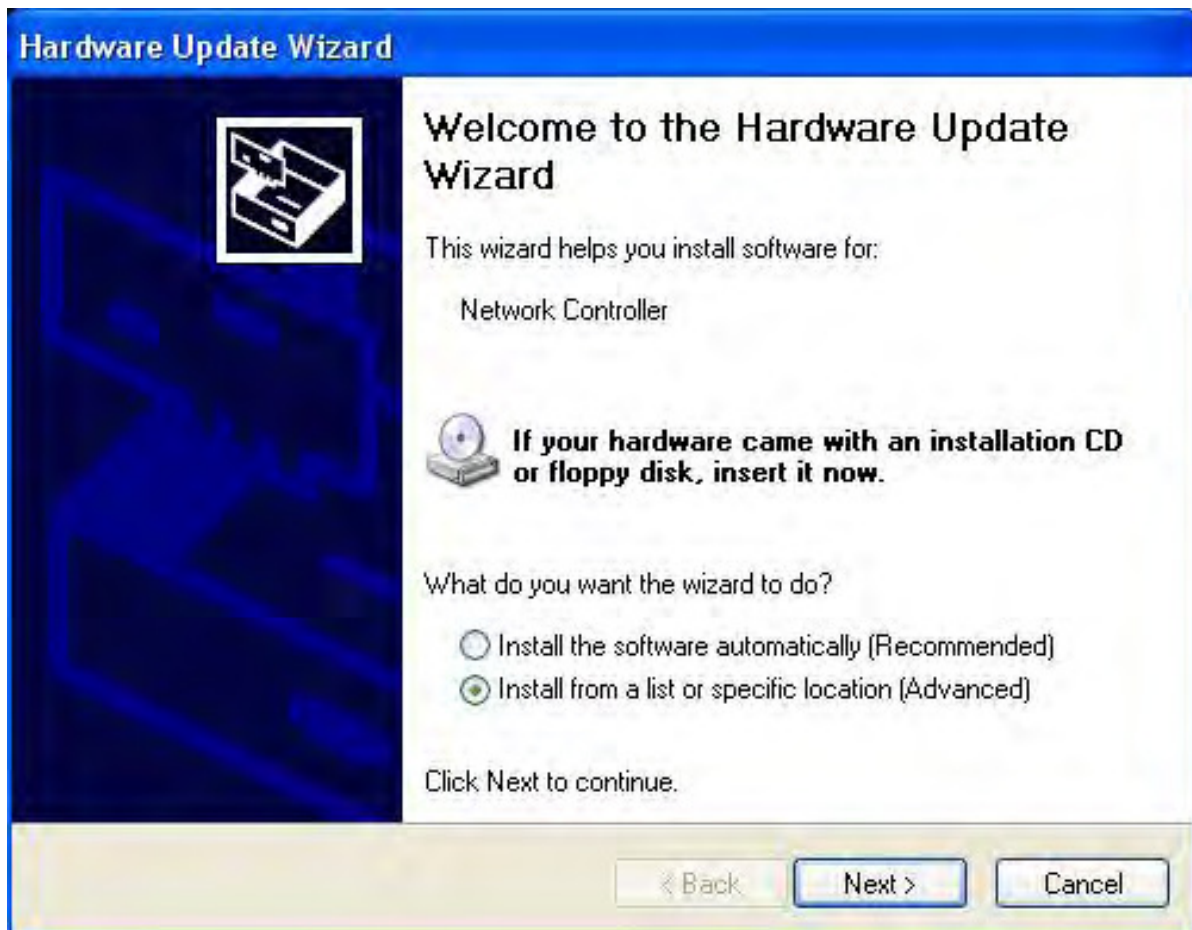 Hardware Update Wizard
Welcome to the Hardware Update
Wizard
This wizard helps you install software for:
Network Controller
If your hardware came with an installation CD
or floppy disk, insert it now.
What do you want the wizard to do?
Install the software automatically (Recommended)
Install from a list or specific location (Advanced)
Click Next to continue.
< Back
Next >
Cancel